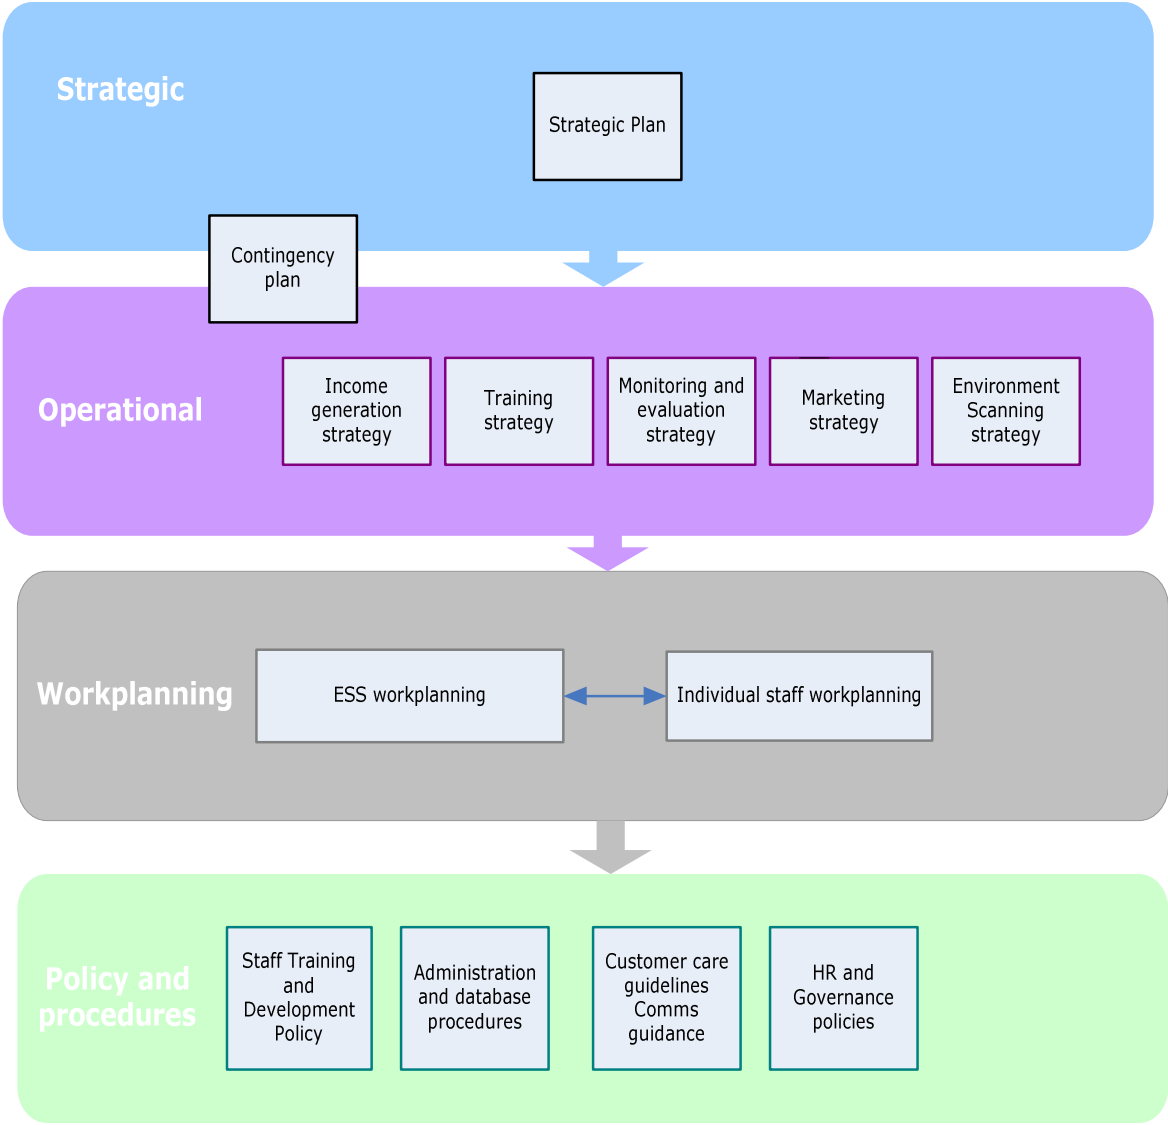 Strategic
Strategic Plan
Contingency
plan
Operational
Income
generation
strategy
Training
strategy
Monitoring and
evaluation
strategy
Marketing
strategy
Environment
Scanning
strategy
Workplanning
ESS workplanning
Individual staff workplanning
Policy and
procedures
Staff Training
and
Development
Policy
Administration
and database
procedures
Customer care
guidelines
Comms
guidance
HR and
Governance
policies